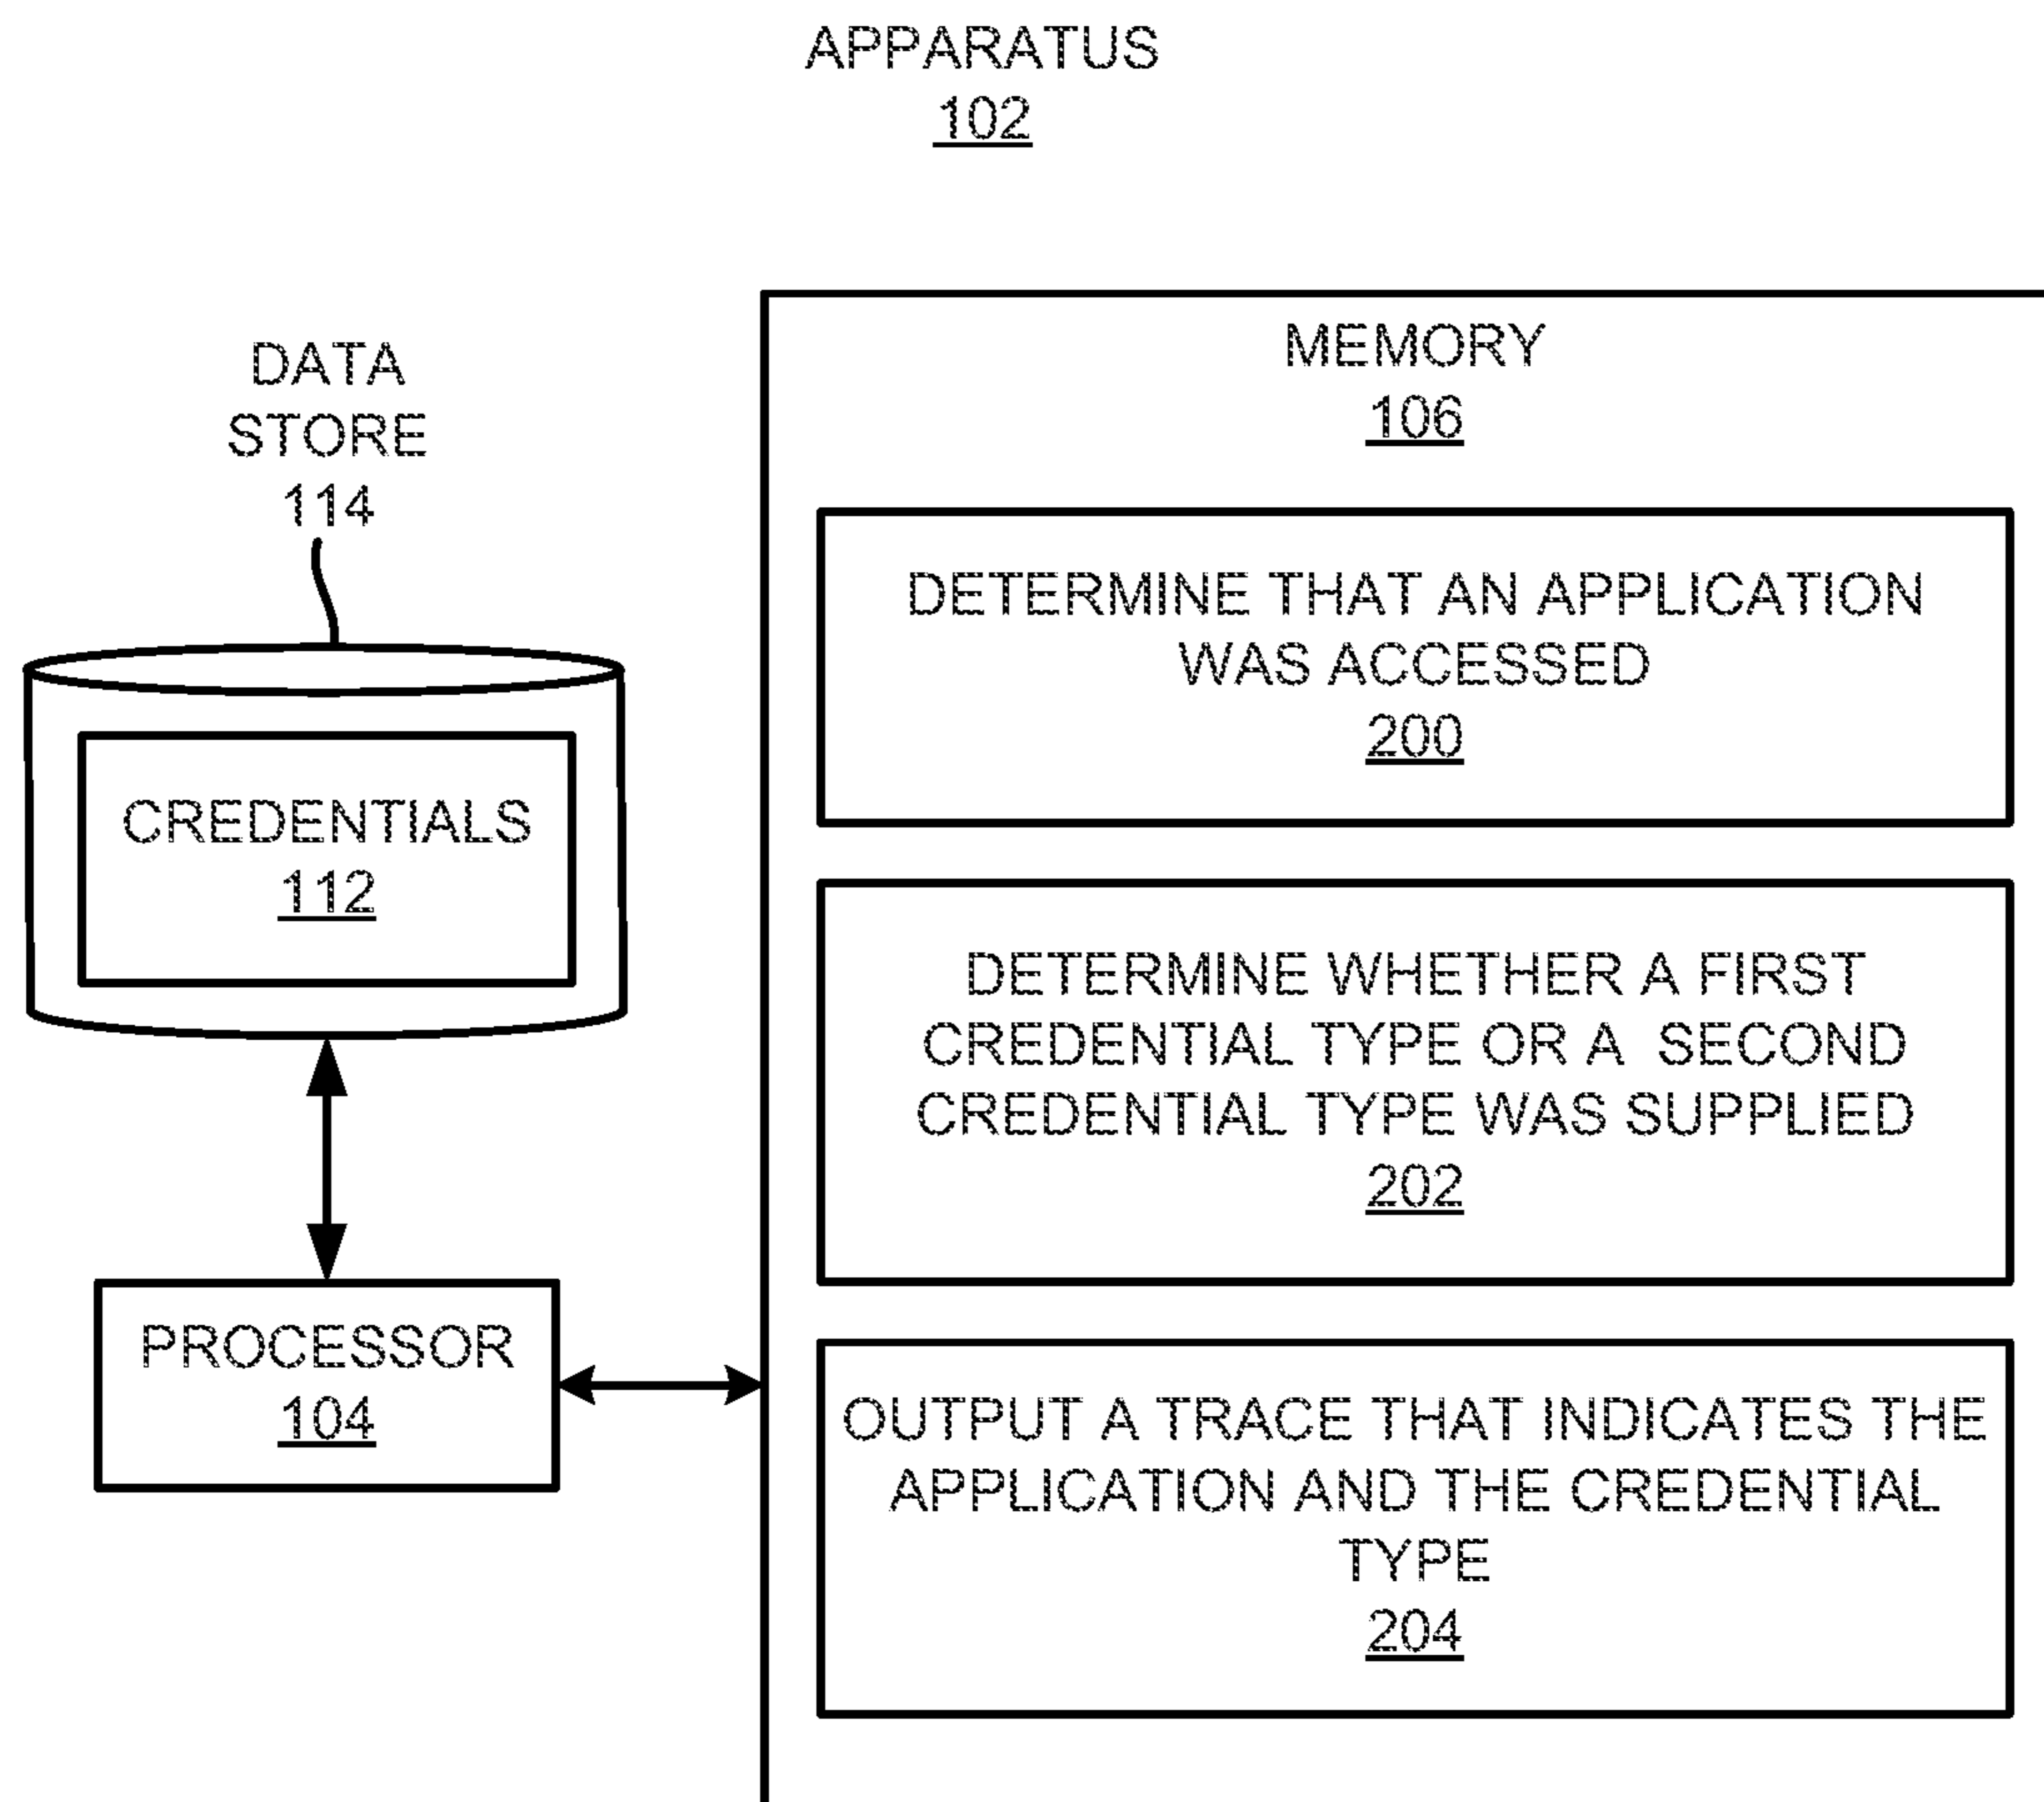 APPARATUS
102
DATA
STORE
114
CREDENTIALS
112
PROCESSOR
104
MEMORY
106
DETERMINE THAT AN APPLICATION
WAS ACCESSED
200
DETERMINE WHETHER A FIRST
CREDENTIAL TYPE OR A SECOND
CREDENTIAL TYPE WAS SUPPLIED
202
OUTPUT A TRACE THAT INDICATES THE
APPLICATION AND THE CREDENTIAL
TYPE
204